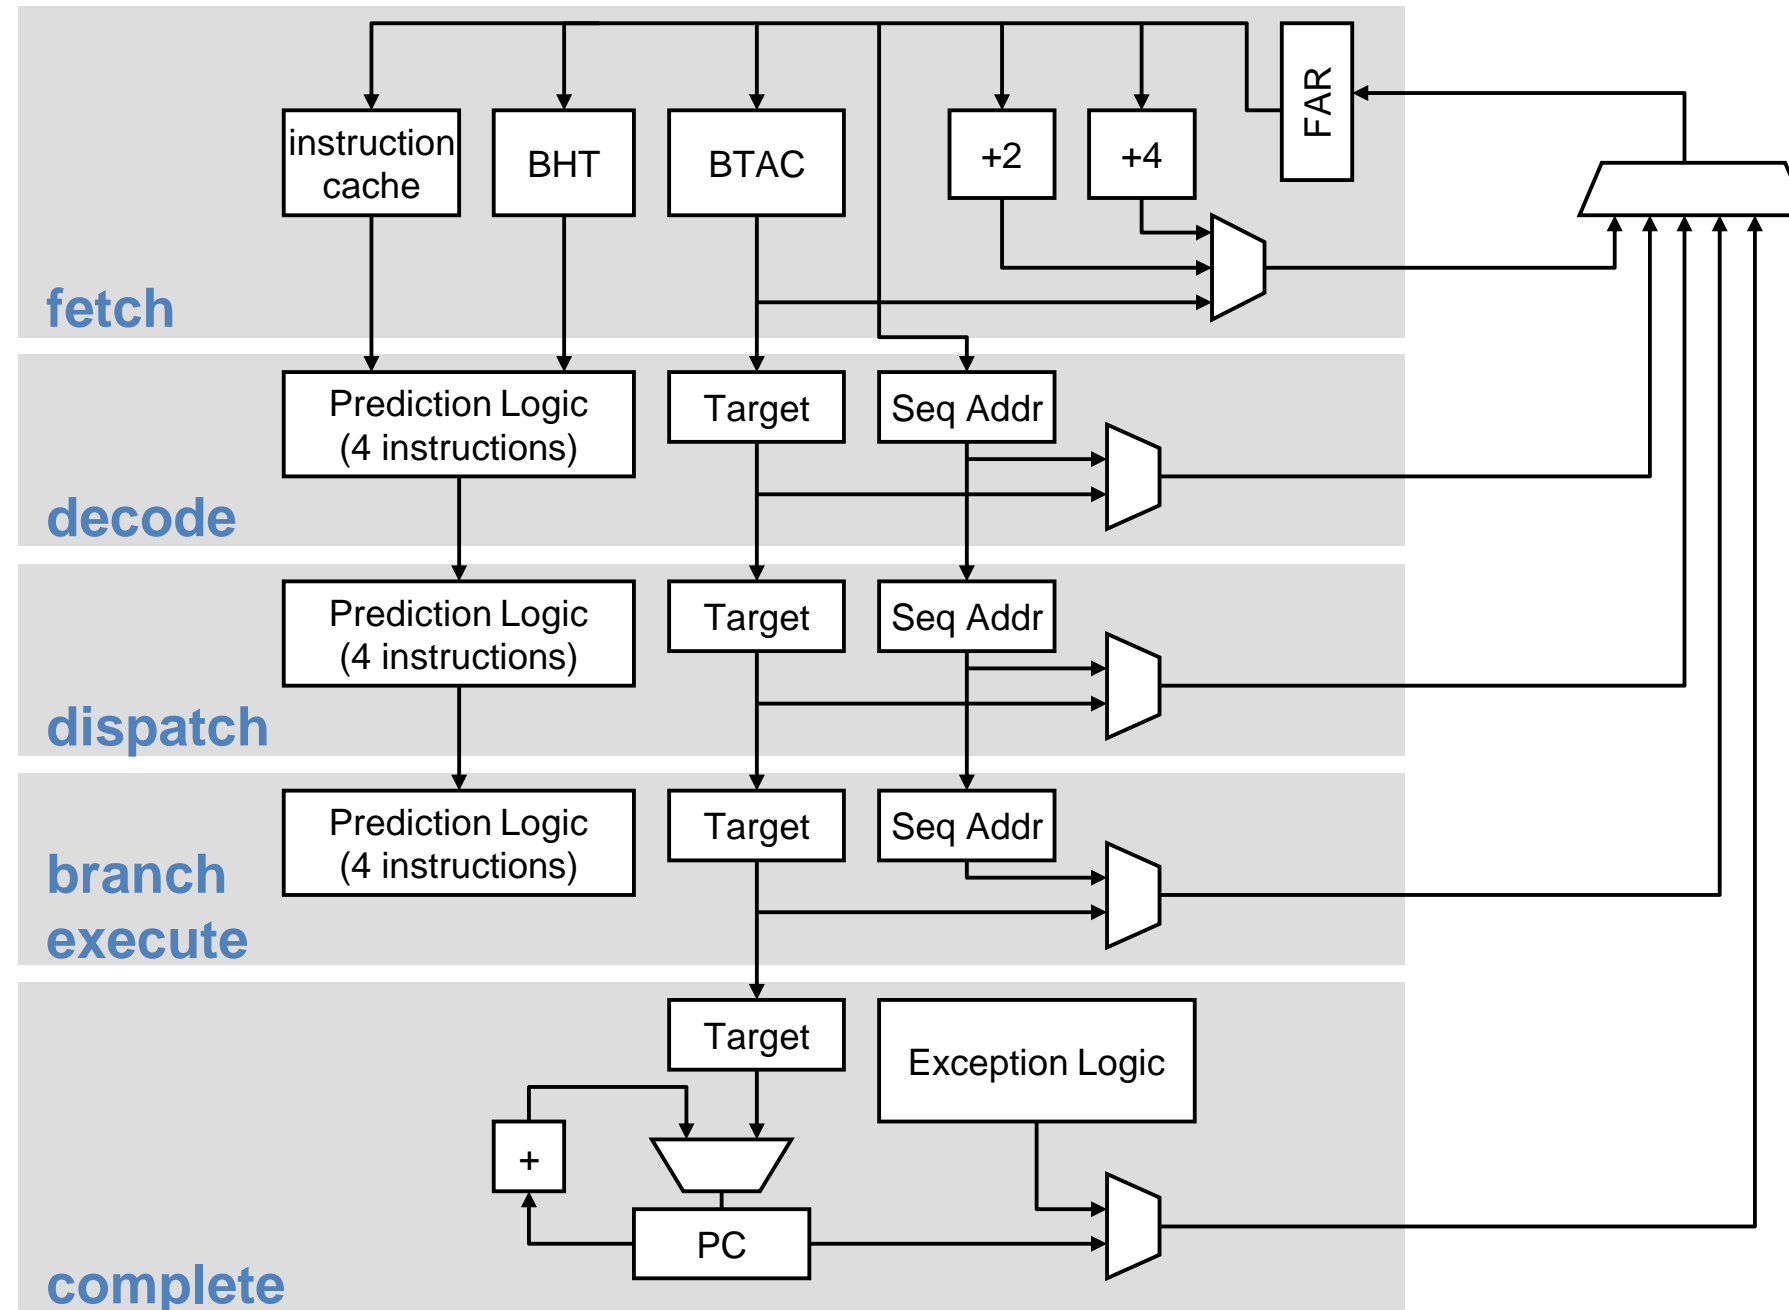 FAR
instruction
cache
BHT
BTAC
+2
+4
fetch
Prediction Logic
(4 instructions)
Target
Seq Addr
decode
Prediction Logic
(4 instructions)
Target
Seq Addr
dispatch
Prediction Logic
(4 instructions)
Target
Seq Addr
branch
execute
Target
Exception Logic
+
PC
complete